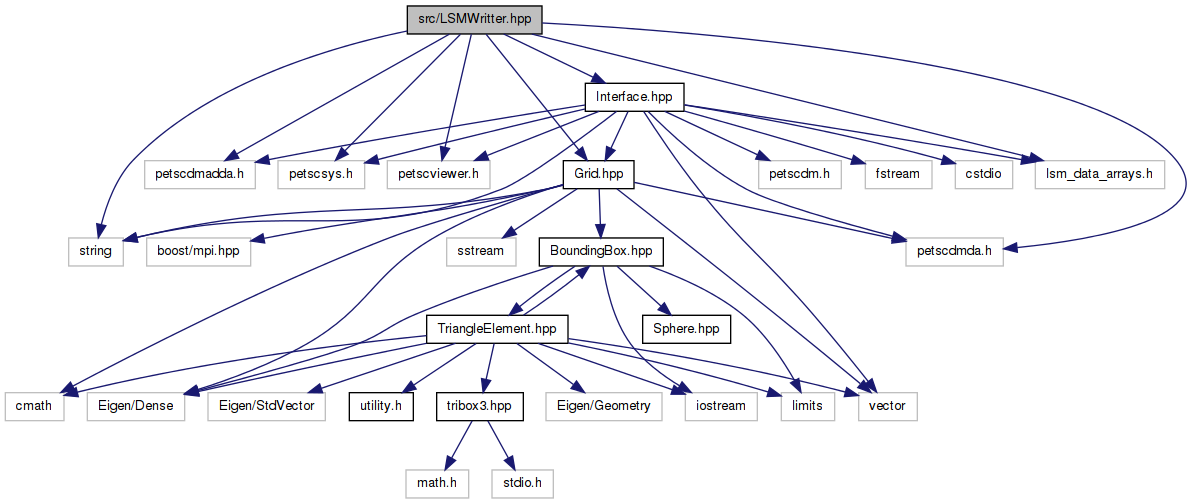 src/LSMWritter.hpp
Interface.hpp
petscdmadda.h
petscsys.h
petscviewer.h
Grid.hpp
petscdm.h
fstream
cstdio
lsm_data_arrays.h
string
boost/mpi.hpp
sstream
BoundingBox.hpp
petscdmda.h
TriangleElement.hpp
Sphere.hpp
cmath
Eigen/Dense
Eigen/StdVector
utility.h
tribox3.hpp
Eigen/Geometry
iostream
limits
vector
math.h
stdio.h